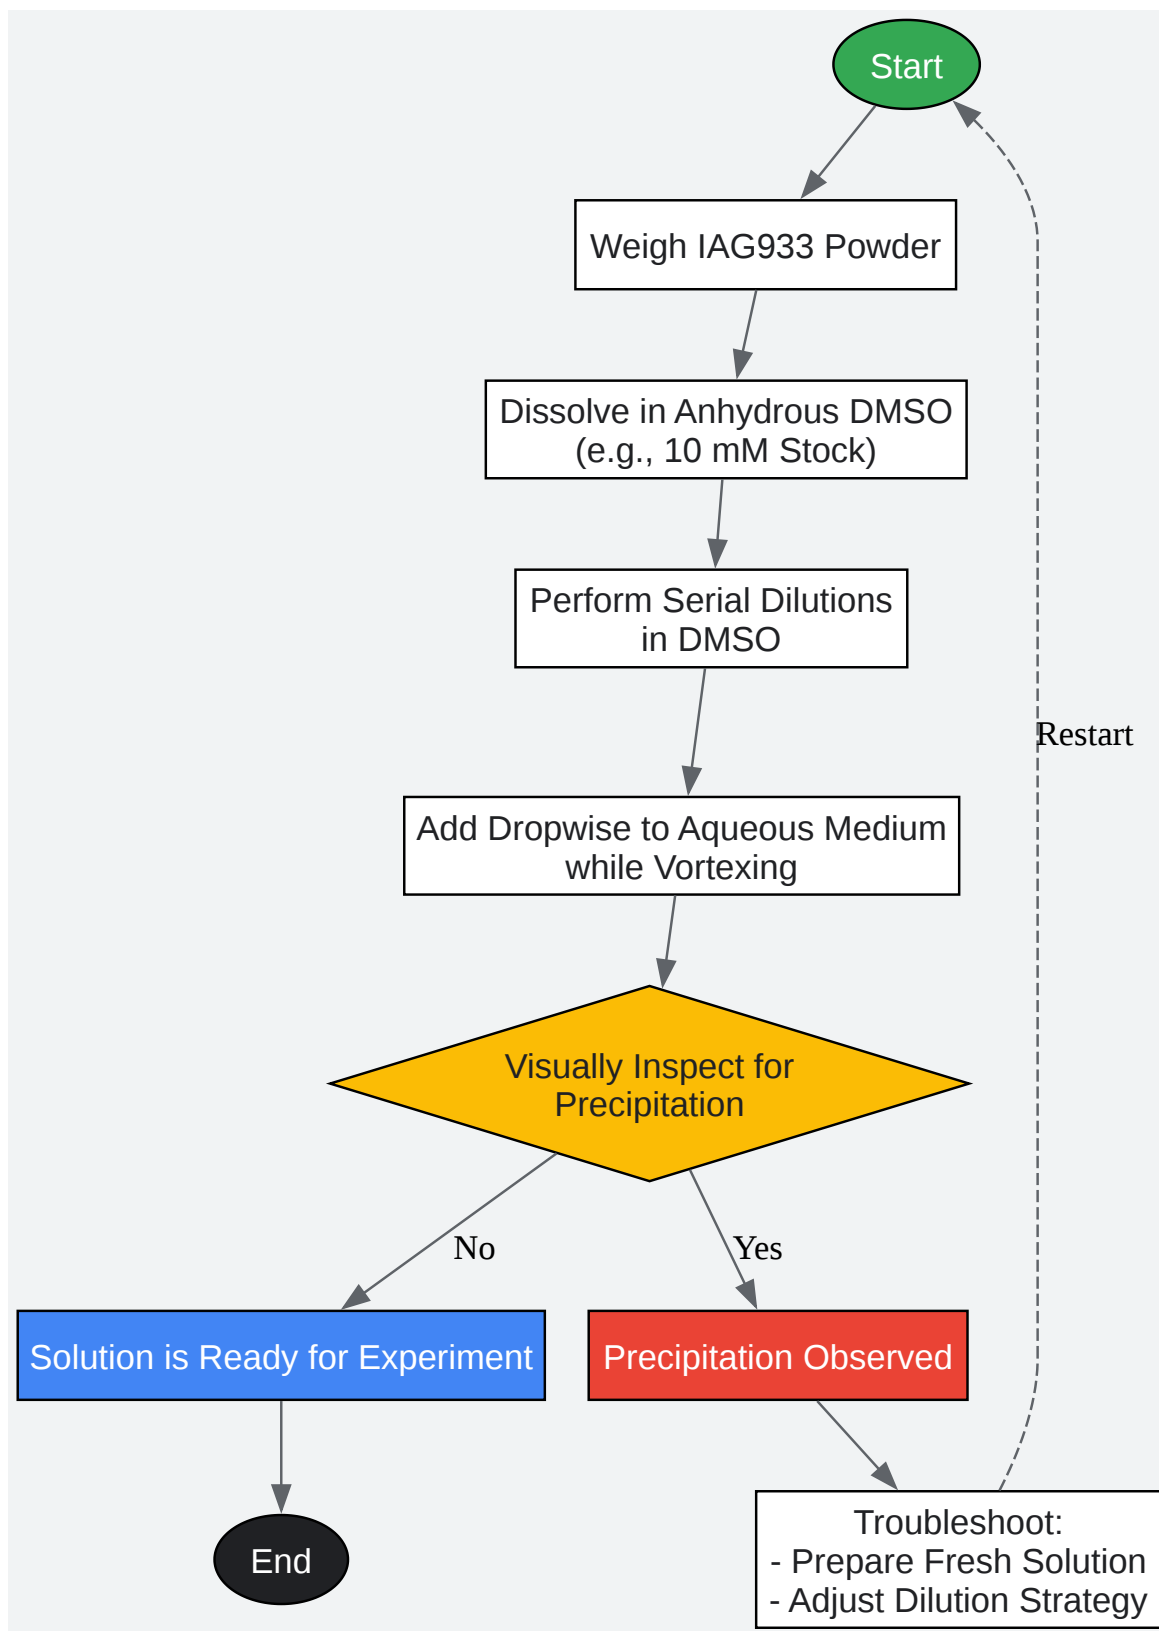 Start
Weigh IAG933 Powder
Dissolve in Anhydrous DMSO
(e.g., 10 mM Stock)
Perform Serial Dilutions
in DMSO
Restart
Add Dropwise to Aqueous Medium
while Vortexing
Visually Inspect for
Precipitation
No
Yes
Solution is Ready for Experiment
Precipitation Observed
End
Troubleshoot:
- Prepare Fresh Solution
- Adjust Dilution Strategy